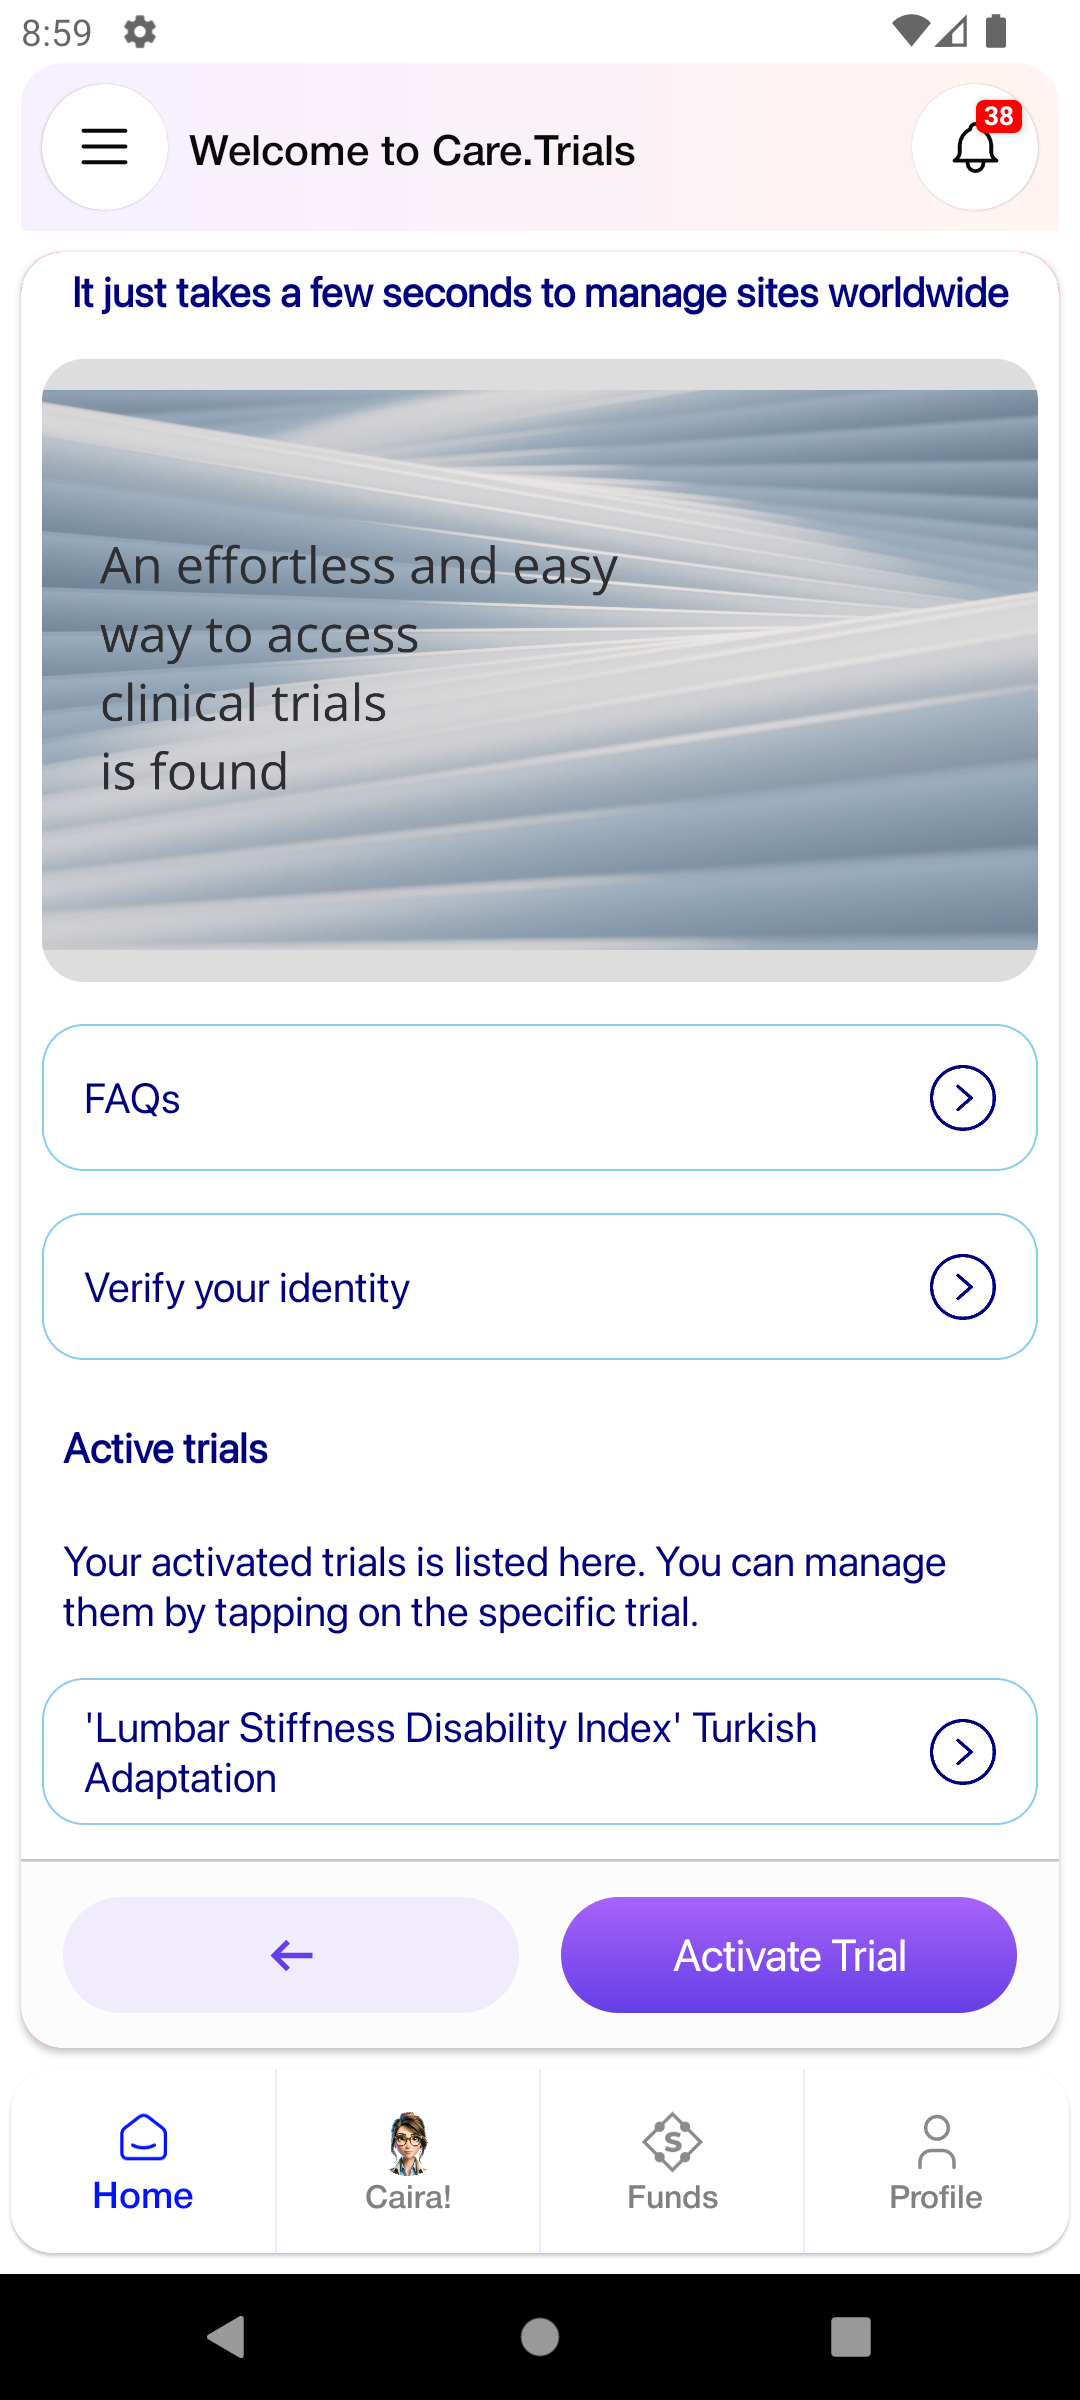 8:59
Welcome to Care.Trials
38
It just takes a few seconds to manage sites worldwide
An effortless and easy
way to access
clinical trials
is found
FAQs
Verify your identity
Active trials
Your activated trials is listed here. You can manage
them by tapping on the specific trial.
'Lumbar Stiffness Disability Index' Turkish
Adaptation
Activate Trial
Home
Caira!
Funds
Profile